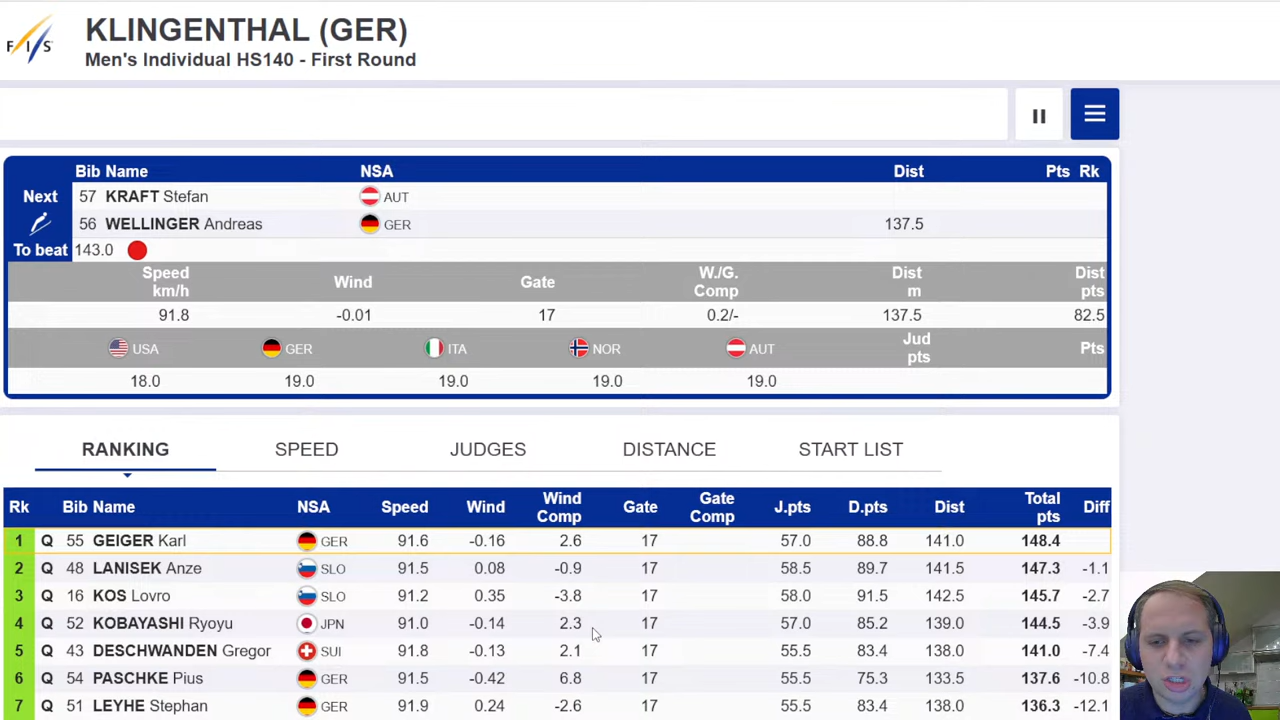 FIS
KLINGENTHAL (GER)
Men's Individual HS140 - First Round
Bib Name NSA Dist Pts Rk
Next 57 KRAFT Stefan AUT
56 WELLINGER Andreas GER 137.5
To beat 143.0
Speed km/h Wind Gate W./G. Comp Dist m Dist pts
91.8 -0.01 17 0.2/- 137.5 82.5
USA GER ITA NOR AUT Jud pts Pts
18.0 19.0 19.0 19.0 19.0
RANKING SPEED JUDGES DISTANCE START LIST
Rk Bib Name NSA Speed Wind Wind Comp Gate Gate Comp J.pts D.pts Dist Total pts Diff
1 Q 55 GEIGER Karl GER 91.6 -0.16 2.6 17 57.0 88.8 141.0 148.4
2 Q 48 LANISEK Anze SLO 91.5 0.08 -0.9 17 58.5 89.7 141.5 147.3 -1.1
3 Q 16 KOS Lovro SLO 91.2 0.35 -3.8 17 58.0 91.5 142.5 145.7 -2.7
4 Q 52 KOBAYASHI Ryoyu JPN 91.0 -0.14 2.3 17 57.0 85.2 139.0 144.5 -3.9
5 Q 43 DESCHWANDEN Gregor SUI 91.8 -0.13 2.1 17 55.5 84.0 138.0 141.0 -7.4
6 Q 54 PASCHKE Pius GER 91.5 -0.42 6.8 17 55.5 75.3 133.5 137.6 -10.8
7 Q 51 LEYHE Stephan GER 91.9 0.24 -2.6 17 55.5 83.4 138.0 136.3 -12.1